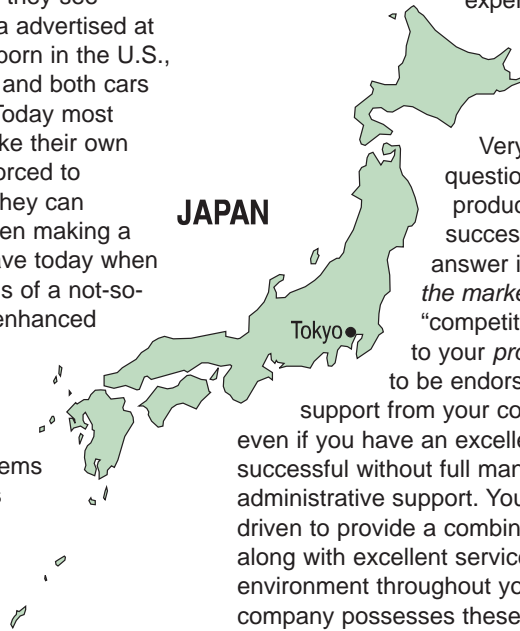 they see
a advertised at
born in the U.S.,
and both cars
Today most
ke their own
orced to
they can
en making a
ave today when
s of a not-so-
enhanced
ems
s
JAPAN
Tokyo
exper
Very
questio
produc
success
answer i
the marke
“competit
to your pro
to be endors
support from your co
even if you have an excelle
successful without full man
administrative support. You
driven to provide a combin
along with excellent service
environment throughout yo
company possesses these